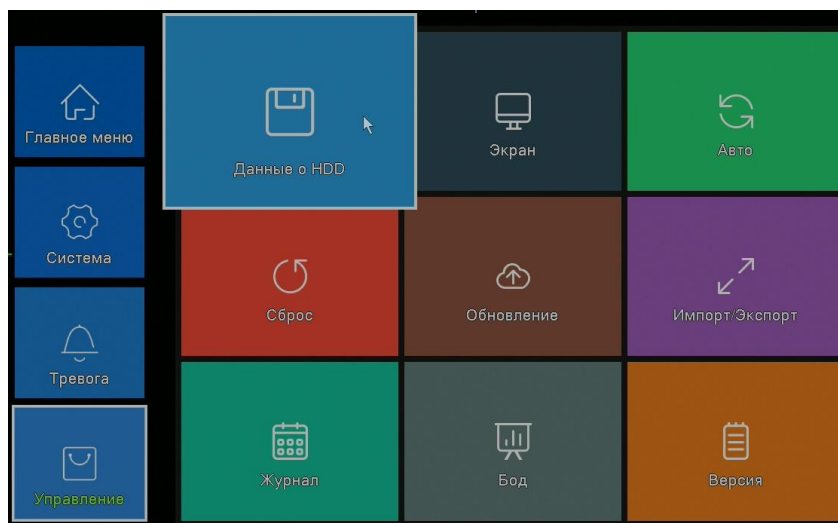 Главное меню
Система
Тревога
Управление
Данные о HDD
Экран
Авто
Сброс
Обновление
Импорт/Экспорт
Журнал
Бод
Версия